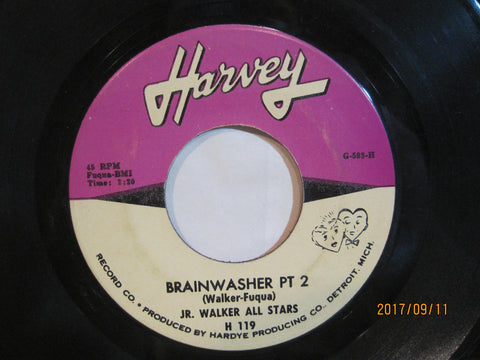 Harvey
45 RPM
Fuqua-BMI
Time: 2:30
G-583-H
BRAINWASHER PT 2
(Walker-Fuqua)
JR. WALKER ALL STARS
H 119
RECORD CO. • PRODUCED BY HARDYE PRODUCING CO., DETROIT, MICH.
2017/09/11